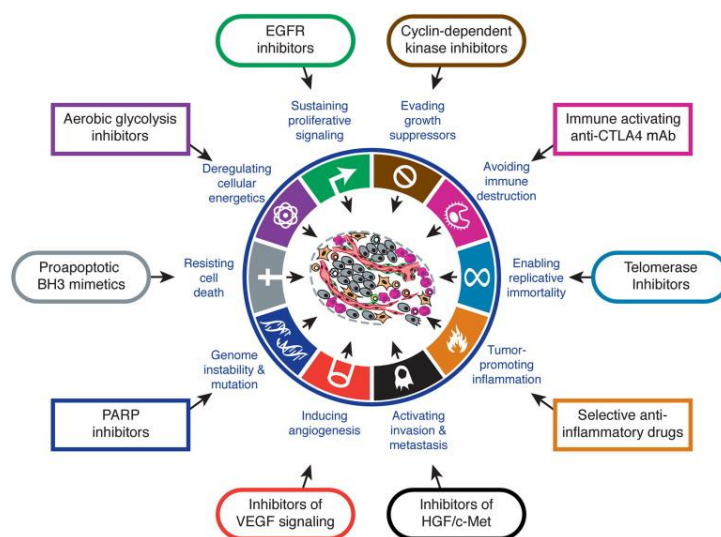 EGFR
inhibitors
Cyclin-dependent
kinase inhibitors
Sustaining
proliferative
signaling
Evading
growth
suppressors
Aerobic glycolysis
inhibitors
Immune activating
anti-CTLA4 mAb
Deregulating
cellular
energetics
Avoiding
immune
destruction
Proapoptotic
BH3 mimetics
Resisting
cell
death
Enabling
replicative
immortality
Telomerase
Inhibitors
Genome
instability &
mutation
Tumor-
promoting
inflammation
PARP
inhibitors
Inducing
angiogenesis
Activating
invasion &
metastasis
Selective anti-
inflammatory drugs
Inhibitors of
VEGF signaling
Inhibitors of
HGF/c-Met